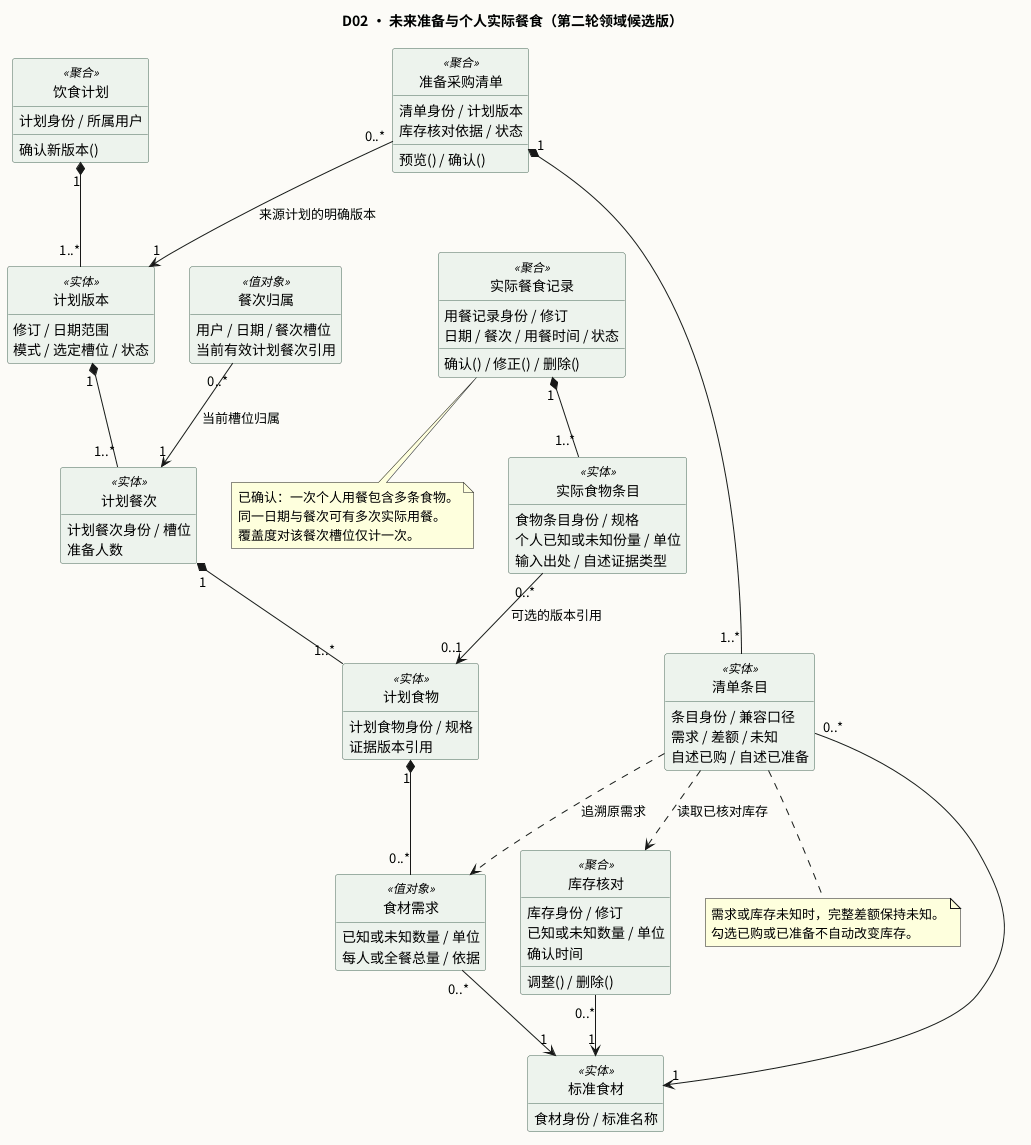 D02 · 未来准备与个人实际餐食（第二轮领域候选版）
«聚合»
饮食计划
计划身份 / 所属用户
确认新版本()
«聚合»
准备采购清单
清单身份 / 计划版本
库存核对依据 / 状态
预览() / 确认()
0..*
1
1
来源计划的明确版本
1..*
1
«实体»
计划版本
修订 / 日期范围
模式 / 选定槽位 / 状态
«值对象»
餐次归属
用户 / 日期 / 餐次槽位
当前有效计划餐次引用
«聚合»
实际餐食记录
用餐记录身份 / 修订
日期 / 餐次 / 用餐时间 / 状态
确认() / 修正() / 删除()
1
0..*
1
当前槽位归属
1..*
1
1..*
«实体»
计划餐次
计划餐次身份 / 槽位
准备人数
已确认：一次个人用餐包含多条食物。
同一日期与餐次可有多次实际用餐。
覆盖度对该餐次槽位仅计一次。
«实体»
实际食物条目
食物条目身份 / 规格
个人已知或未知份量 / 单位
输入出处 / 自述证据类型
1
0..*
可选的版本引用
1..*
0..1
1..*
«实体»
计划食物
计划食物身份 / 规格
证据版本引用
«实体»
清单条目
条目身份 / 兼容口径
需求 / 差额 / 未知
自述已购 / 自述已准备
0..*
1
追溯原需求
读取已核对库存
0..*
«值对象»
食材需求
已知或未知数量 / 单位
每人或全餐总量 / 依据
«聚合»
库存核对
库存身份 / 修订
已知或未知数量 / 单位
确认时间
调整() / 删除()
需求或库存未知时，完整差额保持未知。
勾选已购或已准备不自动改变库存。
0..*
0..*
1
1
1
«实体»
标准食材
食材身份 / 标准名称